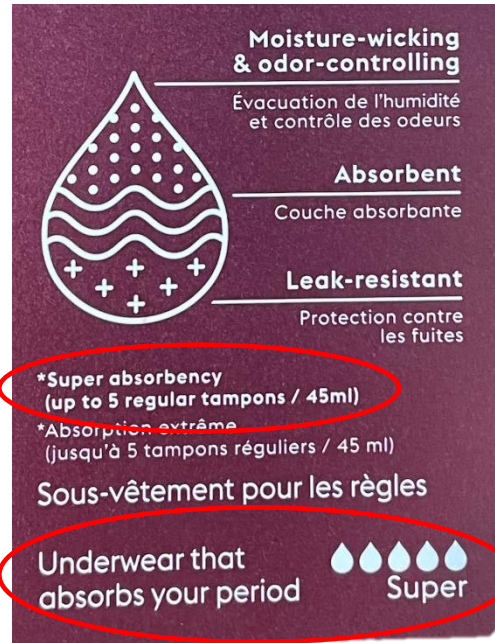 Moisture-wicking
& odor-controlling
Évacuation de l'humidité
et contrôle des odeurs
Absorbent
Couche absorbante
Leak-resistant
Protection contre
les fuites
*Super absorbency
(up to 5 regular tampons / 45ml)
*Absorption extrême
(jusqu'à 5 tampons réguliers / 45 ml)
Sous-vêtement pour les règles
Underwear that
absorbs your period
Super